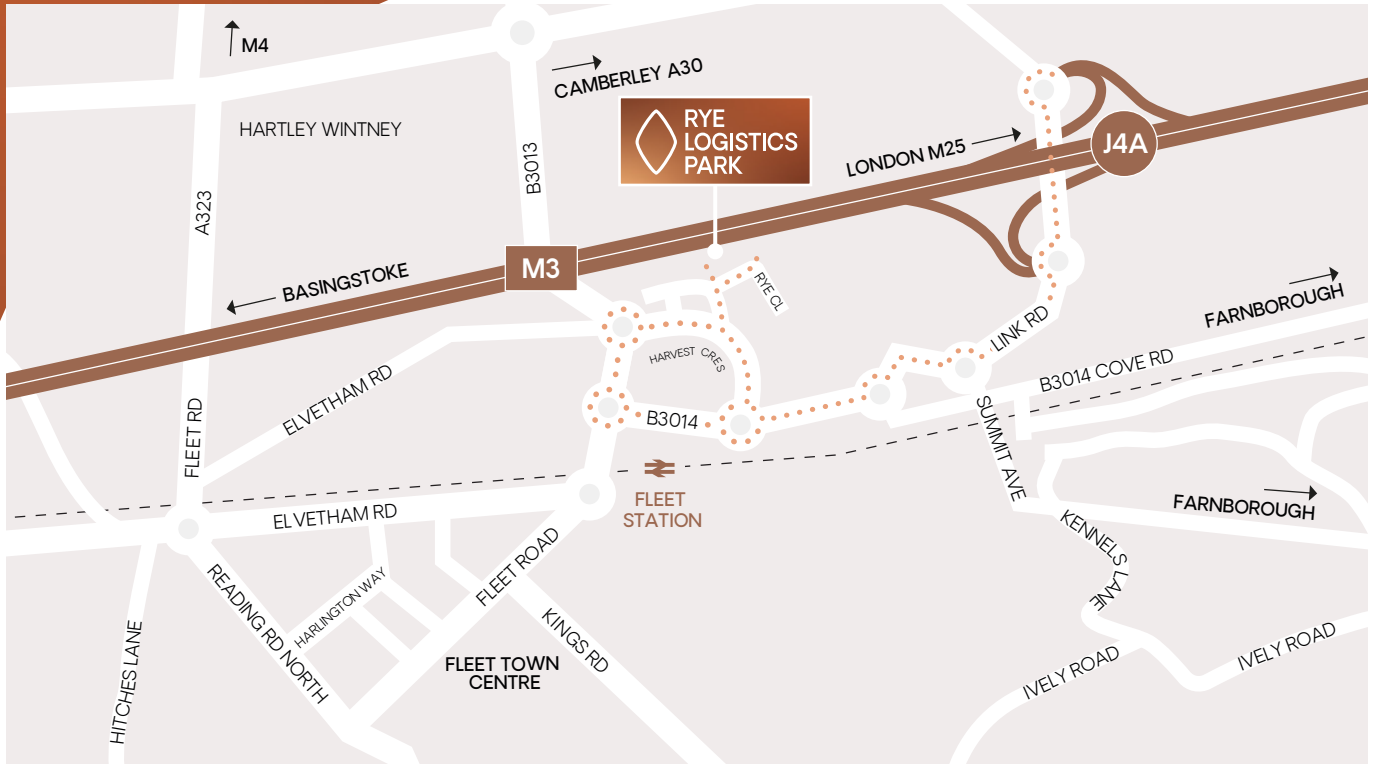 M4
CAMBERLEY A30
HARTLEY WINTNEY
RYE
LOGISTICS
PARK
LONDON M25
J4A
B3013
A323
M3
BASINGSTOKE
RYE CL
FARNBOROUGH
LINK RD
HARVEST CRES
B3014 COVE RD
ELVETHAM RD
FLEET RD
B3014
SUMMIT AVE
FLEET
STATION
FARNBOROUGH
ELVETHAM RD
KENNELS LANE
FLEET ROAD
READING RD NORTH
HARLINGTON WAY
KINGS RD
HITCHES LANE
FLEET TOWN
CENTRE
IVELY ROAD
IVELY ROAD